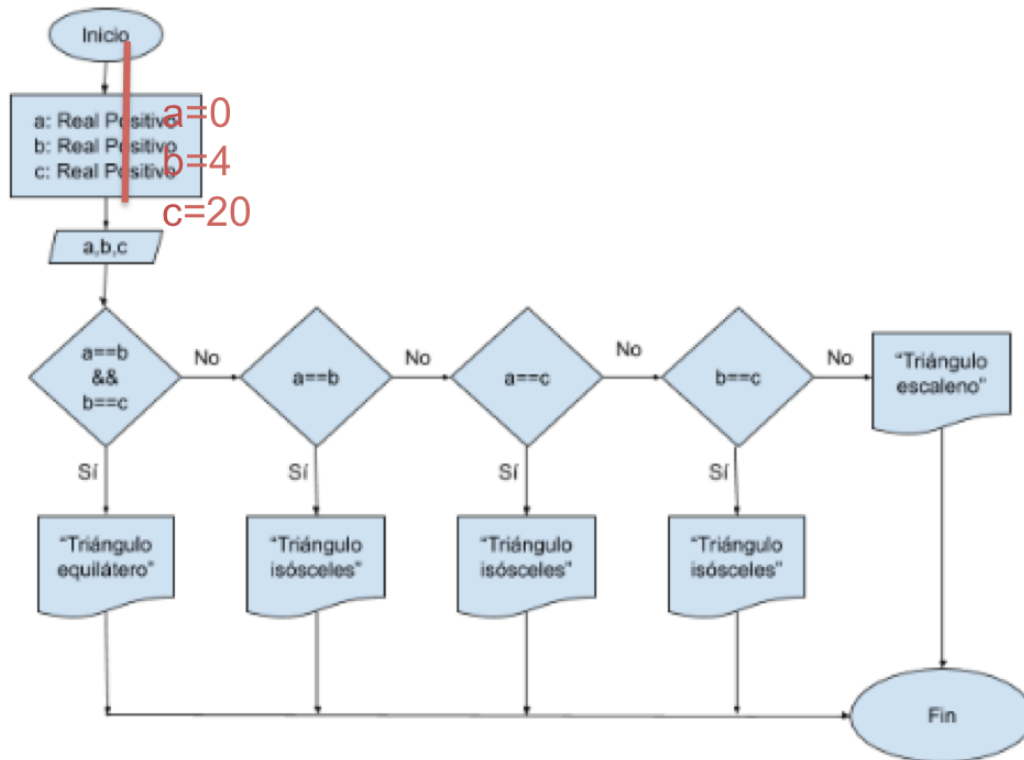 Inicio
a: Real Positivo
b: Real Positivo
c: Real Positivo
a=0
b=4
c=20
a,b,c
a==b
&&
b==c
No
a==b
No
a==c
No
b==c
No
“Triángulo
escaleno”
Sí
Sí
Sí
Sí
“Triángulo
equilátero”
“Triángulo
isósceles”
“Triángulo
isósceles”
“Triángulo
isósceles”
Fin